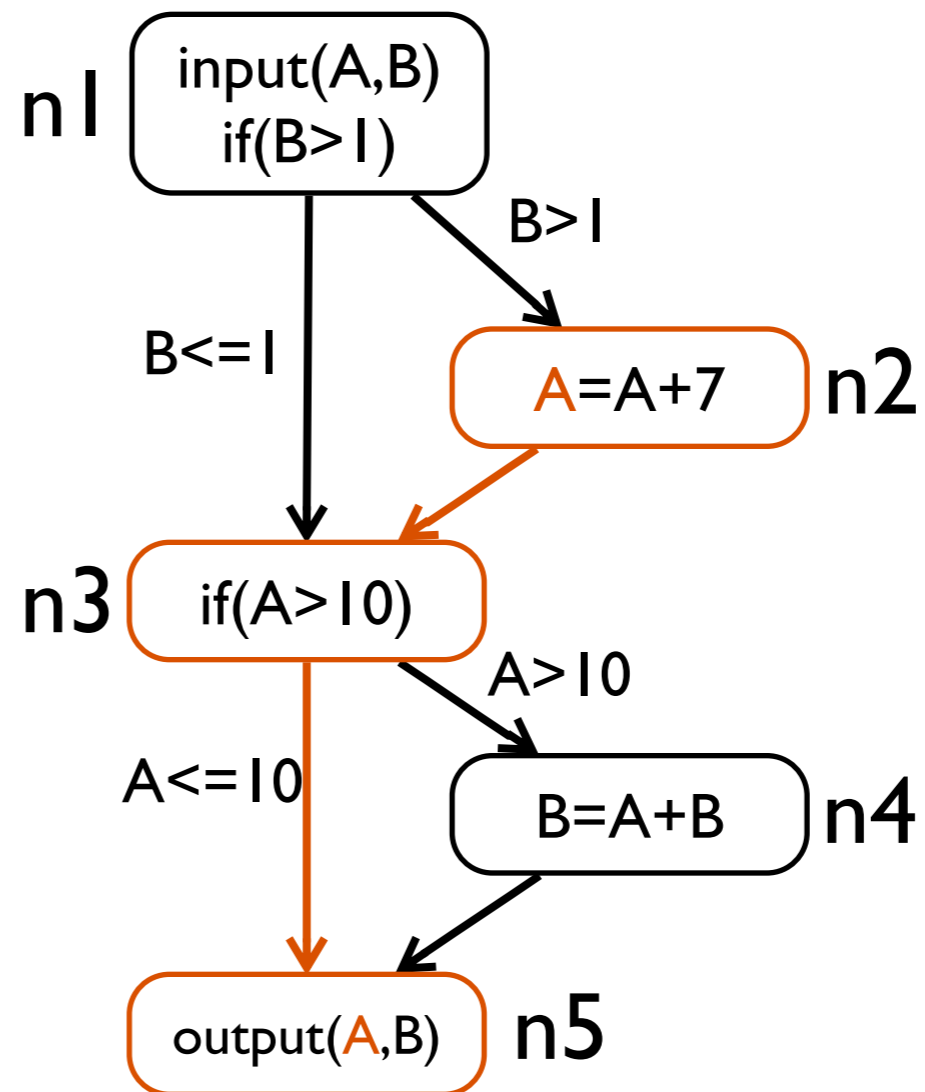 n1
input(A,B)
if(B>1)
B>1
B<=1
A=A+7
n2
n3
if(A>10)
A>10
A<=10
B=A+B
n4
output(A,B)
n5